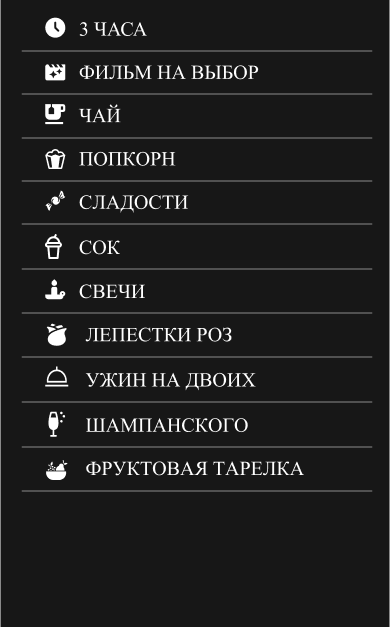 3 ЧАСА
ФИЛЬМ НА ВЫБОР
ЧАЙ
ПОПКОРН
СЛАДОСТИ
СОК
СВЕЧИ
ЛЕПЕСТКИ РОЗ
УЖИН НА ДВОИХ
ШАМПАНСКОГО
ФРУКТОВАЯ ТАРЕЛКА